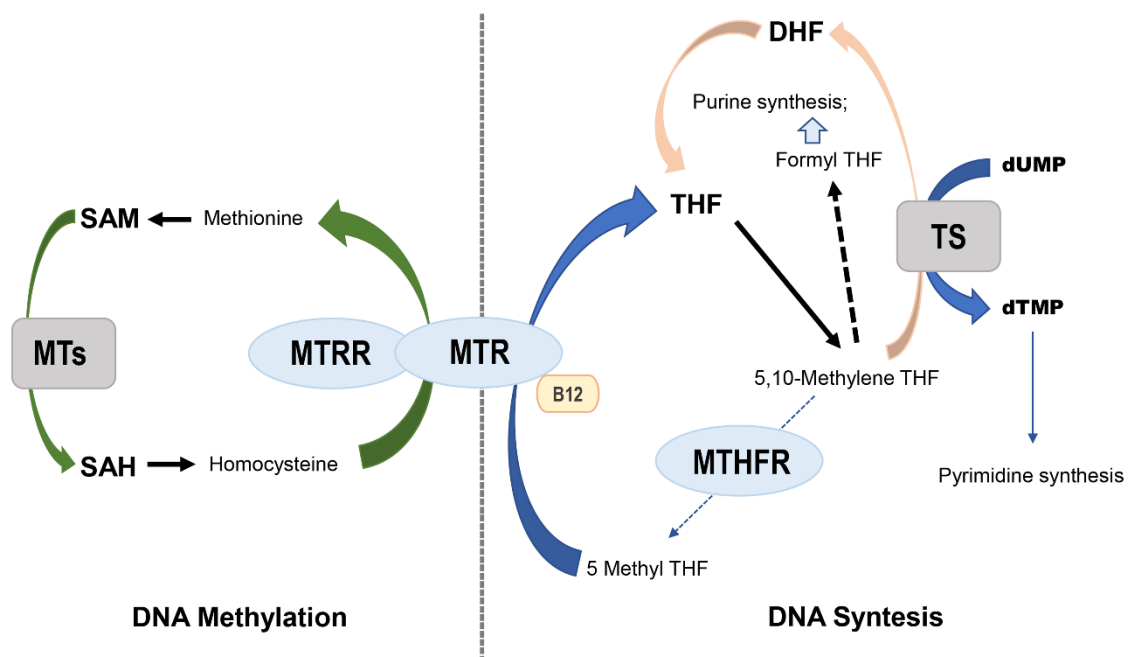 DHF
Purine synthesis;
Formyl THF
dUMP
SAM
Methionine
THF
TS
dTMP
MTs
MTRR
MTR
B12
5,10-Methylene THF
SAH
Homocysteine
MTHFR
Pyrimidine synthesis
5 Methyl THF
DNA Methylation
DNA Syntesis